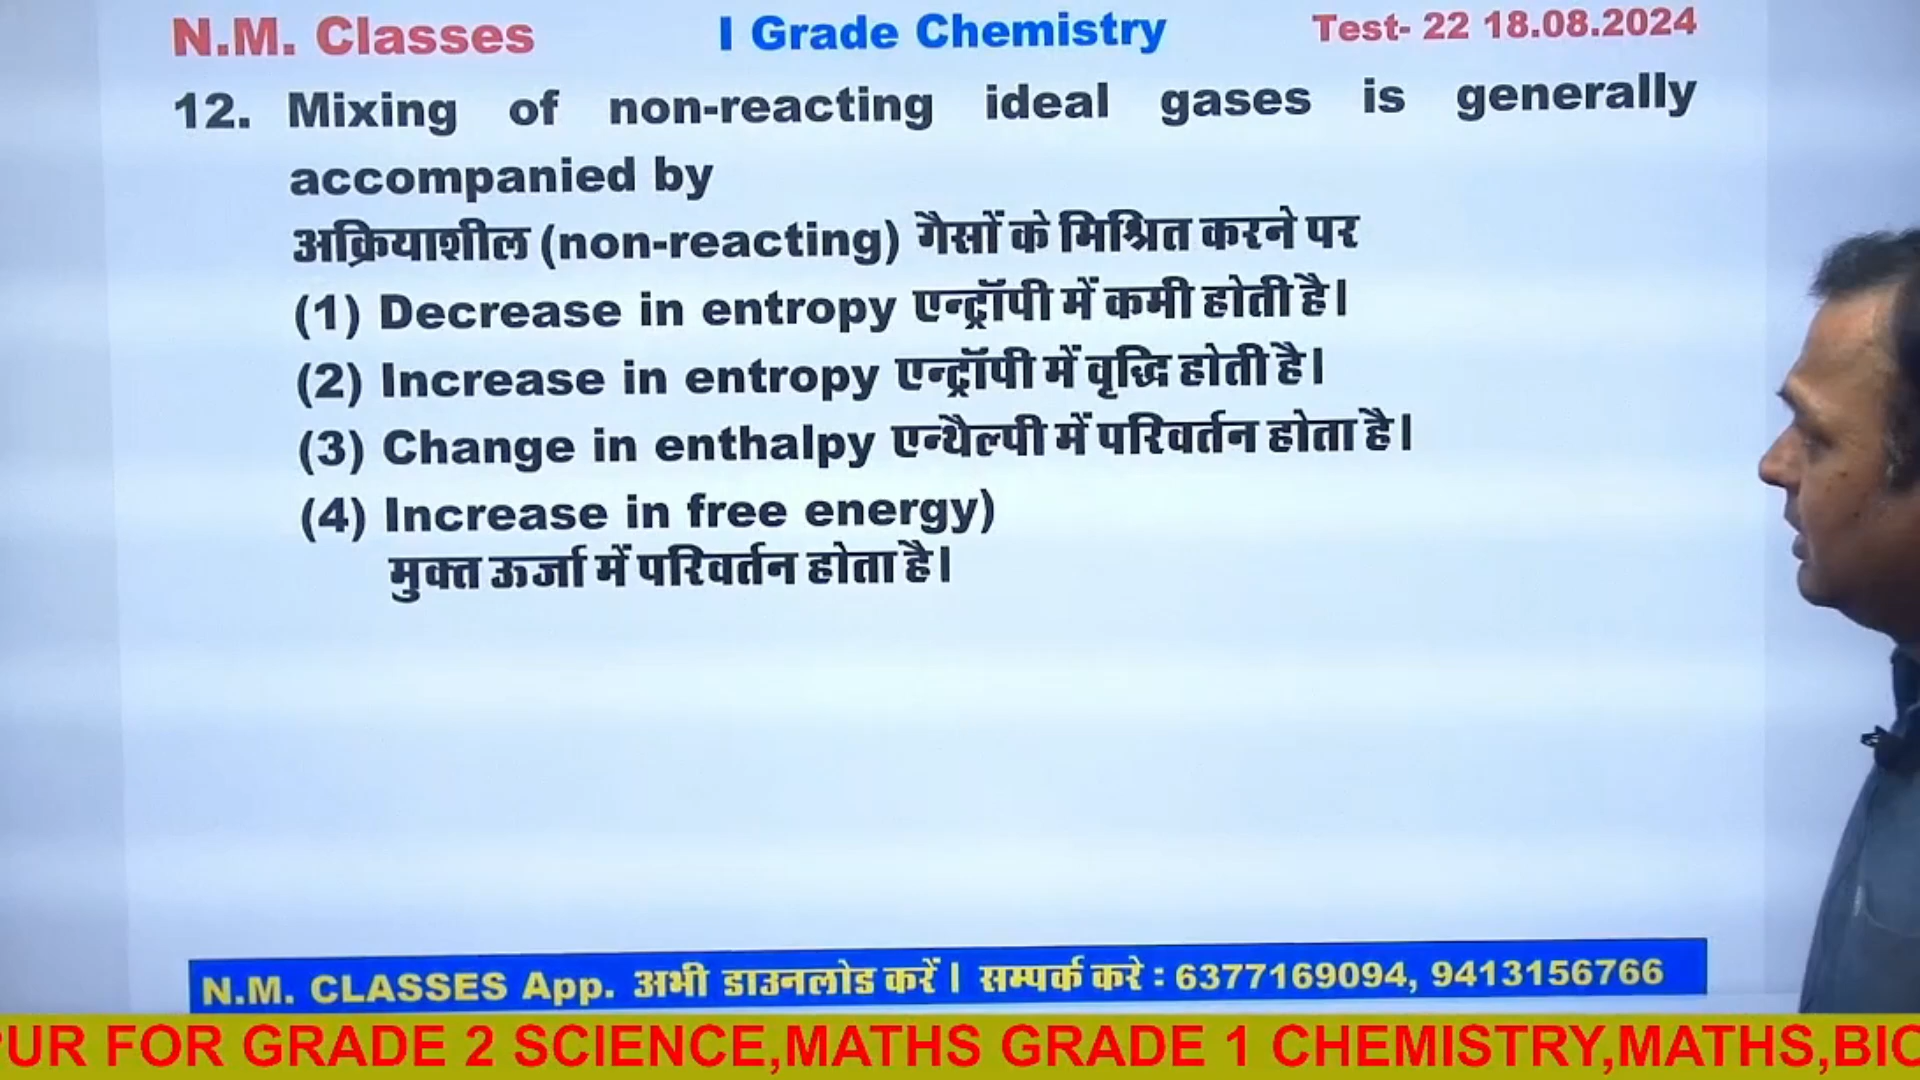 N.M. Classes I Grade Chemistry Test- 22 18.08.2024
12. Mixing of non-reacting ideal gases is generally
accompanied by
अक्रियाशील (non-reacting) गैसों के मिश्रित करने पर
(1) Decrease in entropy एन्ट्रॉपी में कमी होती है।
(2) Increase in entropy एन्ट्रॉपी में वृद्धि होती है।
(3) Change in enthalpy एन्थैल्पी में परिवर्तन होता है।
(4) Increase in free energy)
मुक्त ऊर्जा में परिवर्तन होता है।
N.M. CLASSES App. अभी डाउनलोड करें। सम्पर्क करे : 6377169094, 9413156766
PUR FOR GRADE 2 SCIENCE,MATHS GRADE 1 CHEMISTRY,MATHS,BIO